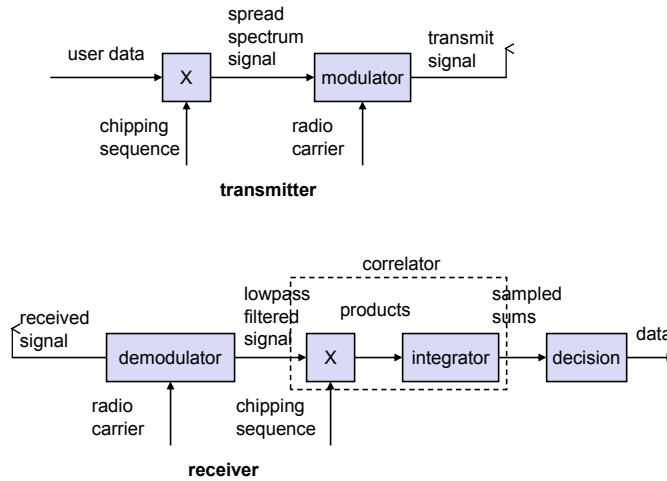 user data
spread
spectrum
signal
transmit
signal
X
modulator
chipping
sequence
radio
carrier
transmitter
correlator
received
signal
lowpass
filtered
signal
products
sampled
sums
data
demodulator
X
integrator
decision
radio
carrier
chipping
sequence
receiver